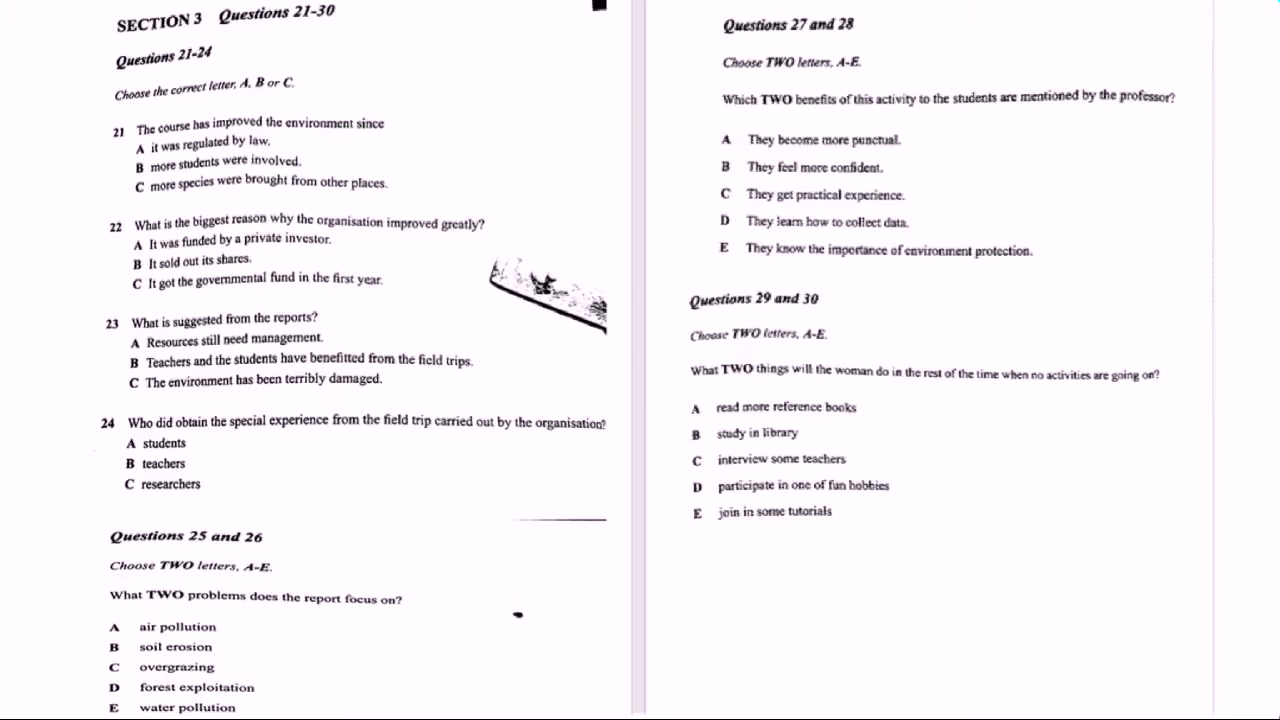 SECTION 3 Questions 21-30
Questions 21-24
Choose the correct letter, A, B or C.
21 The course has improved the environment since
A it was regulated by law.
B more students were involved.
C more species were brought from other places.
22 What is the biggest reason why the organisation improved greatly?
A It was funded by a private investor.
B It sold out its shares.
C It got the governmental fund in the first year.
23 What is suggested from the reports?
A Resources still need management.
B Teachers and the students have benefitted from the field trips.
C The environment has been terribly damaged.
24 Who did obtain the special experience from the field trip carried out by the organisation?
A students
B teachers
C researchers
Questions 25 and 26
Choose TWO letters, A-E.
What TWO problems does the report focus on?
A air pollution
B soil erosion
C overgrazing
D forest exploitation
E water pollution
Questions 27 and 28
Choose TWO letters, A-E.
Which TWO benefits of this activity to the students are mentioned by the professor?
A They become more punctual.
B They feel more confident.
C They get practical experience.
D They learn how to collect data.
E They know the importance of environment protection.
Questions 29 and 30
Choose TWO letters, A-E.
What TWO things will the woman do in the rest of the time when no activities are going on?
A read more reference books
B study in library
C interview some teachers
D participate in one of fun hobbies
E join in some tutorials